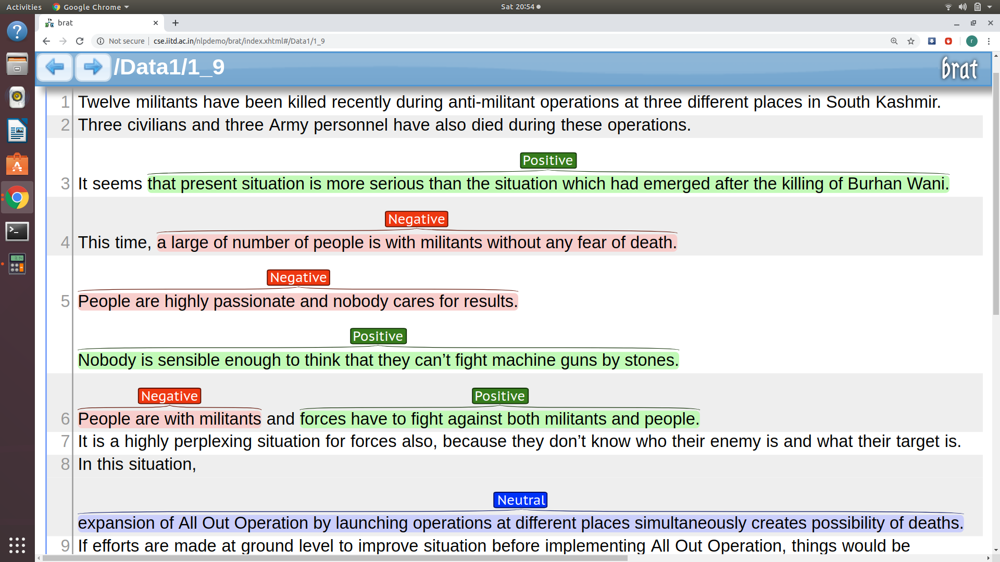 Activities Google Chrome Sat 20:54
brat
Not secure cse.iitd.ac.in/nlpdemo/brat/index.xhtml#/Data1/1_9 r
/Data1/1_9 brat
1 Twelve militants have been killed recently during anti-militant operations at three different places in South Kashmir.
2 Three civilians and three Army personnel have also died during these operations.
Positive
3 It seems that present situation is more serious than the situation which had emerged after the killing of Burhan Wani.
Negative
4 This time, a large of number of people is with militants without any fear of death.
Negative
5 People are highly passionate and nobody cares for results.
Positive
Nobody is sensible enough to think that they can’t fight machine guns by stones.
Negative Positive
6 People are with militants and forces have to fight against both militants and people.
7 It is a highly perplexing situation for forces also, because they don’t know who their enemy is and what their target is.
8 In this situation,
Neutral
expansion of All Out Operation by launching operations at different places simultaneously creates possibility of deaths.
9 If efforts are made at ground level to improve situation before implementing All Out Operation, things would be